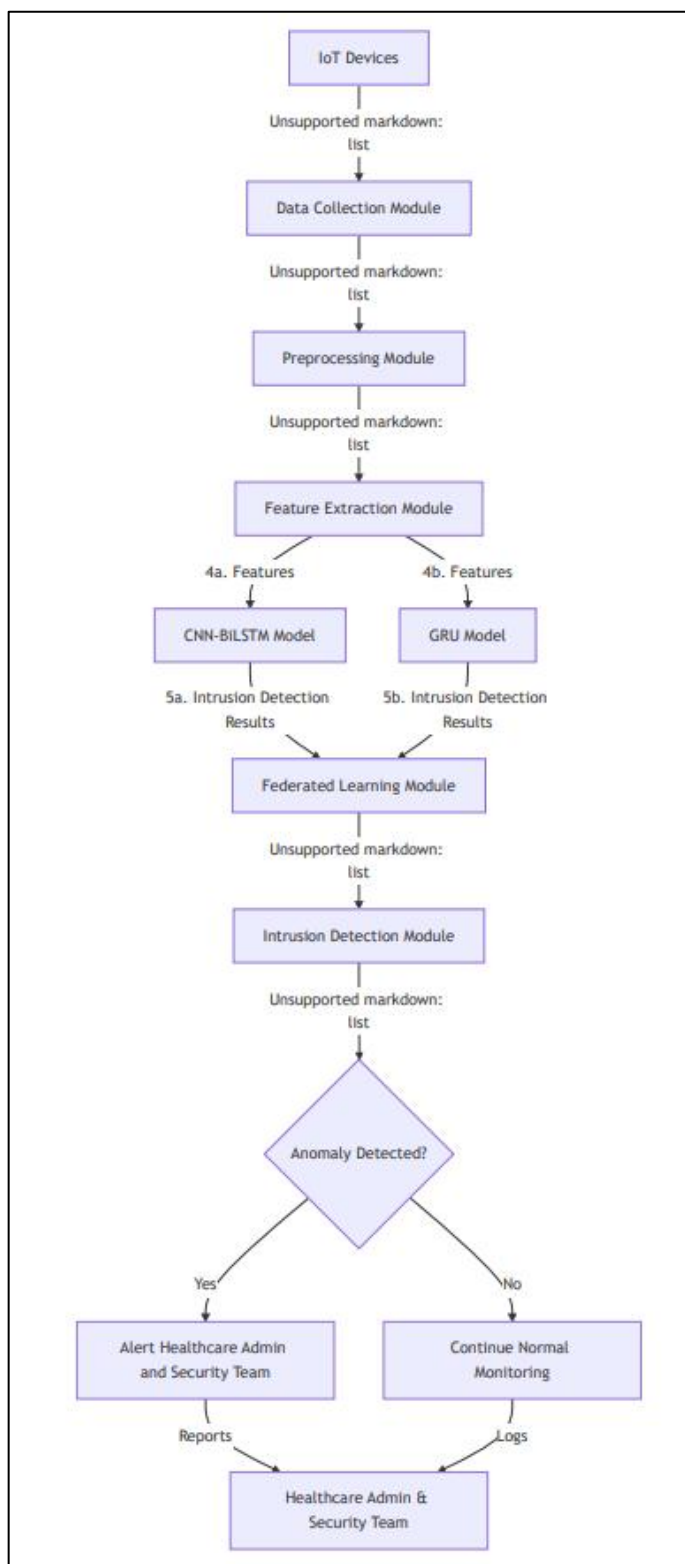 IoT Devices
Unsupported markdown:
list
Data Collection Module
Unsupported markdown:
list
Preprocessing Module
Unsupported markdown:
list
Feature Extraction Module
4a. Features
4b. Features
CNN-BiLSTM Model
GRU Model
5a. Intrusion Detection
Results
5b. Intrusion Detection
Results
Federated Learning Module
Unsupported markdown:
list
Intrusion Detection Module
Unsupported markdown:
list
Anomaly Detected?
Yes
No
Alert Healthcare Admin
and Security Team
Continue Normal
Monitoring
Reports
Logs
Healthcare Admin &
Security Team